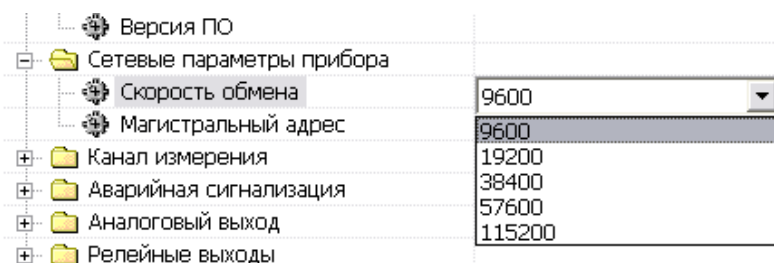 Версия ПО
Сетевые параметры прибора
Скорость обмена 9600
Магистральный адрес 9600
19200
Канал измерения
38400
Аварийная сигнализация
57600
Аналоговый выход
115200
Релейные выходы